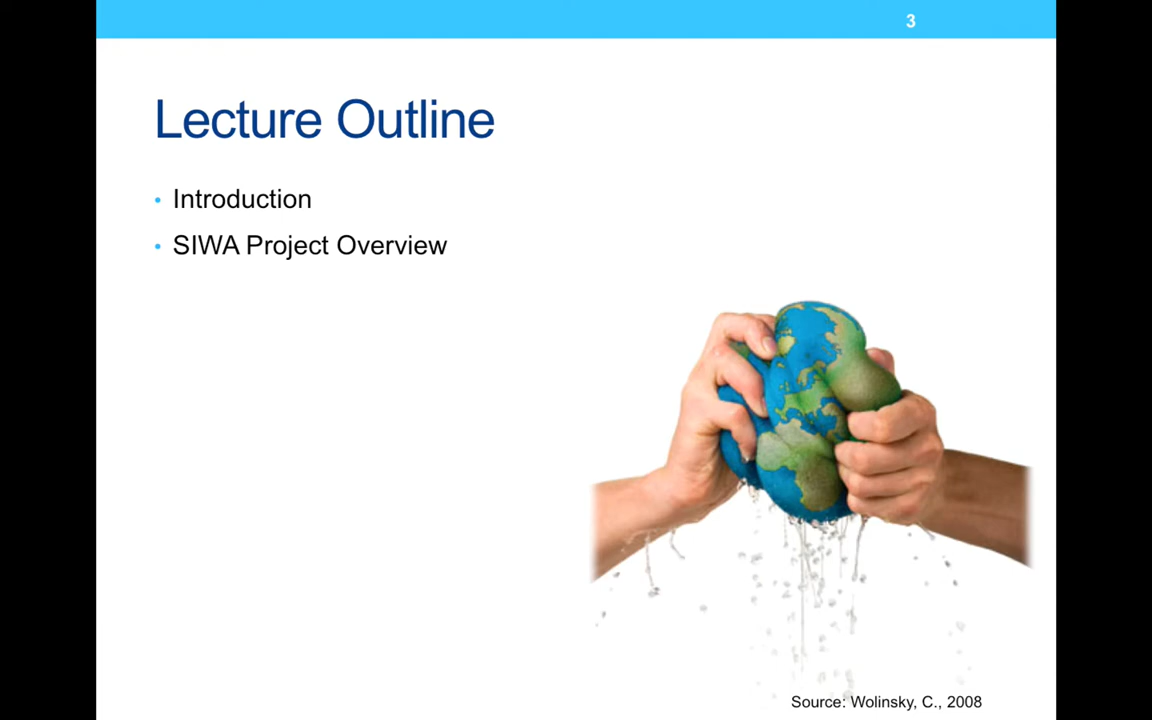 3
Lecture Outline
• Introduction
• SIWA Project Overview
Source: Wolinsky, C., 2008